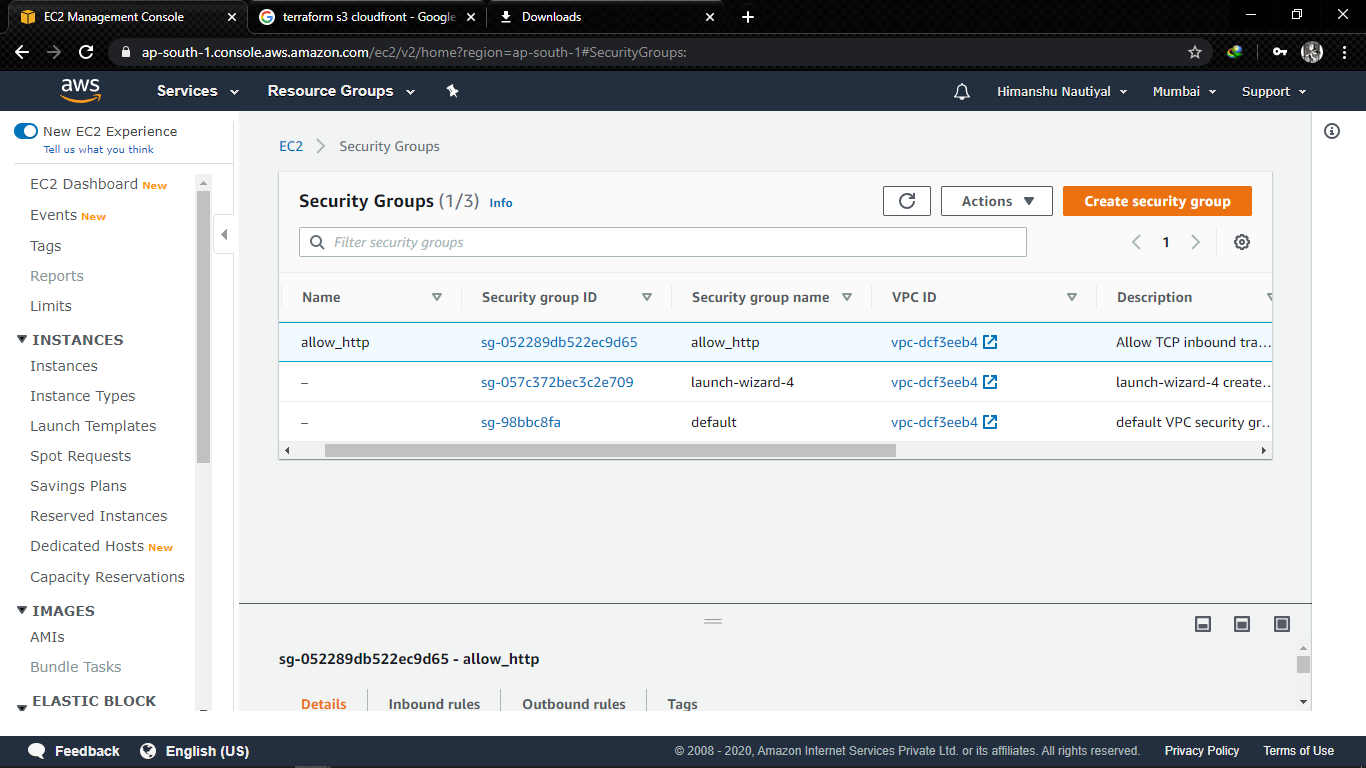 EC2 Management Console
terraform s3 cloudfront - Google
Downloads
ap-south-1.console.aws.amazon.com/ec2/v2/home?region=ap-south-1#SecurityGroups:
aws Services Resource Groups Himanshu Nautiyal Mumbai Support
New EC2 Experience
Tell us what you think
EC2 Dashboard New
Events New
Tags
Reports
Limits
INSTANCES
Instances
Instance Types
Launch Templates
Spot Requests
Savings Plans
Reserved Instances
Dedicated Hosts New
Capacity Reservations
IMAGES
AMIs
Bundle Tasks
ELASTIC BLOCK
EC2 Security Groups
Security Groups (1/3) Info
Actions
Create security group
Filter security groups
1
Name Security group ID Security group name VPC ID Description
allow_http sg-052289db522ec9d65 allow_http vpc-dcf3eeb4 Allow TCP inbound tra...
– sg-057c372bec3c2e709 launch-wizard-4 vpc-dcf3eeb4 launch-wizard-4 create...
– sg-98bbc8fa default vpc-dcf3eeb4 default VPC security gr...
sg-052289db522ec9d65 - allow_http
Details Inbound rules Outbound rules Tags
Feedback English (US) © 2008 - 2020, Amazon Internet Services Private Ltd. or its affiliates. All rights reserved. Privacy Policy Terms of Use